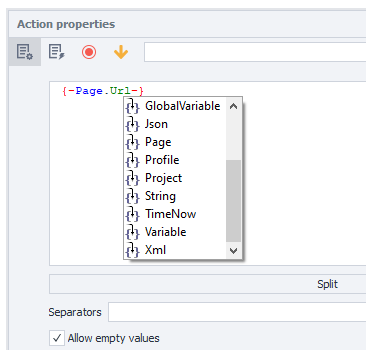 Action properties
{-Page.Url-}
GlobalVariable
Json
Page
Profile
Project
String
TimeNow
Variable
Xml
Split
Separators
Allow empty values